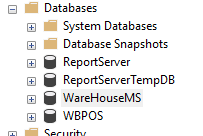 Databases
System Databases
Database Snapshots
ReportServer
ReportServerTempDB
WareHouseMS
WBPOS
Security